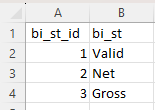 A B
1 bi_st_id bi_st
2 1 Valid
3 2 Net
4 3 Gross